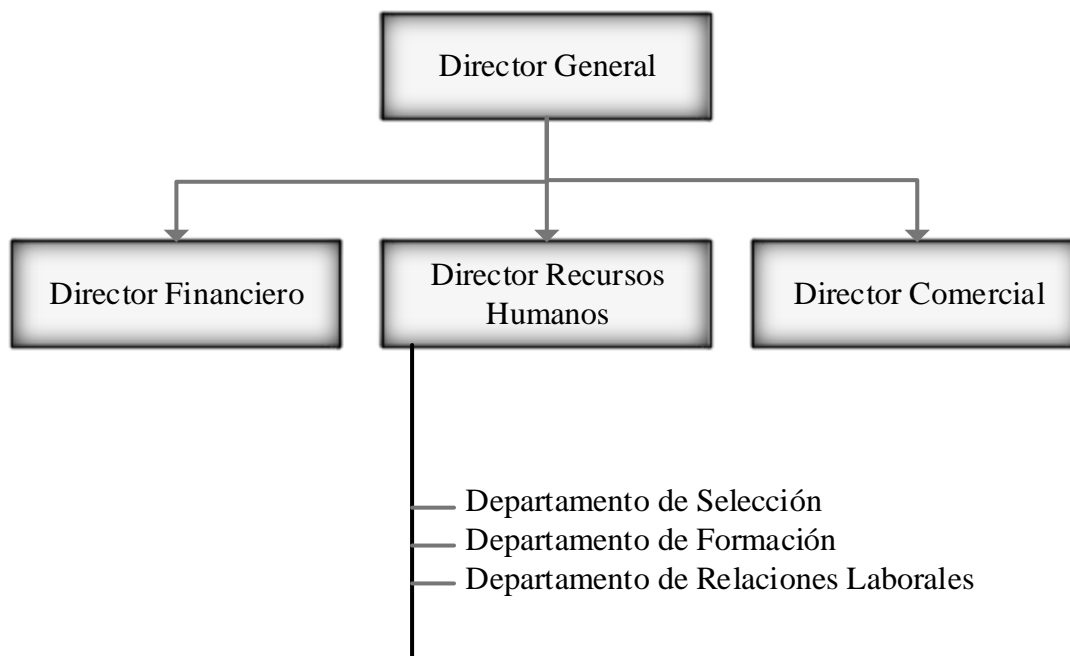 Director General
Director Financiero
Director Recursos
Humanos
Director Comercial
Departamento de Selección
Departamento de Formación
Departamento de Relaciones Laborales